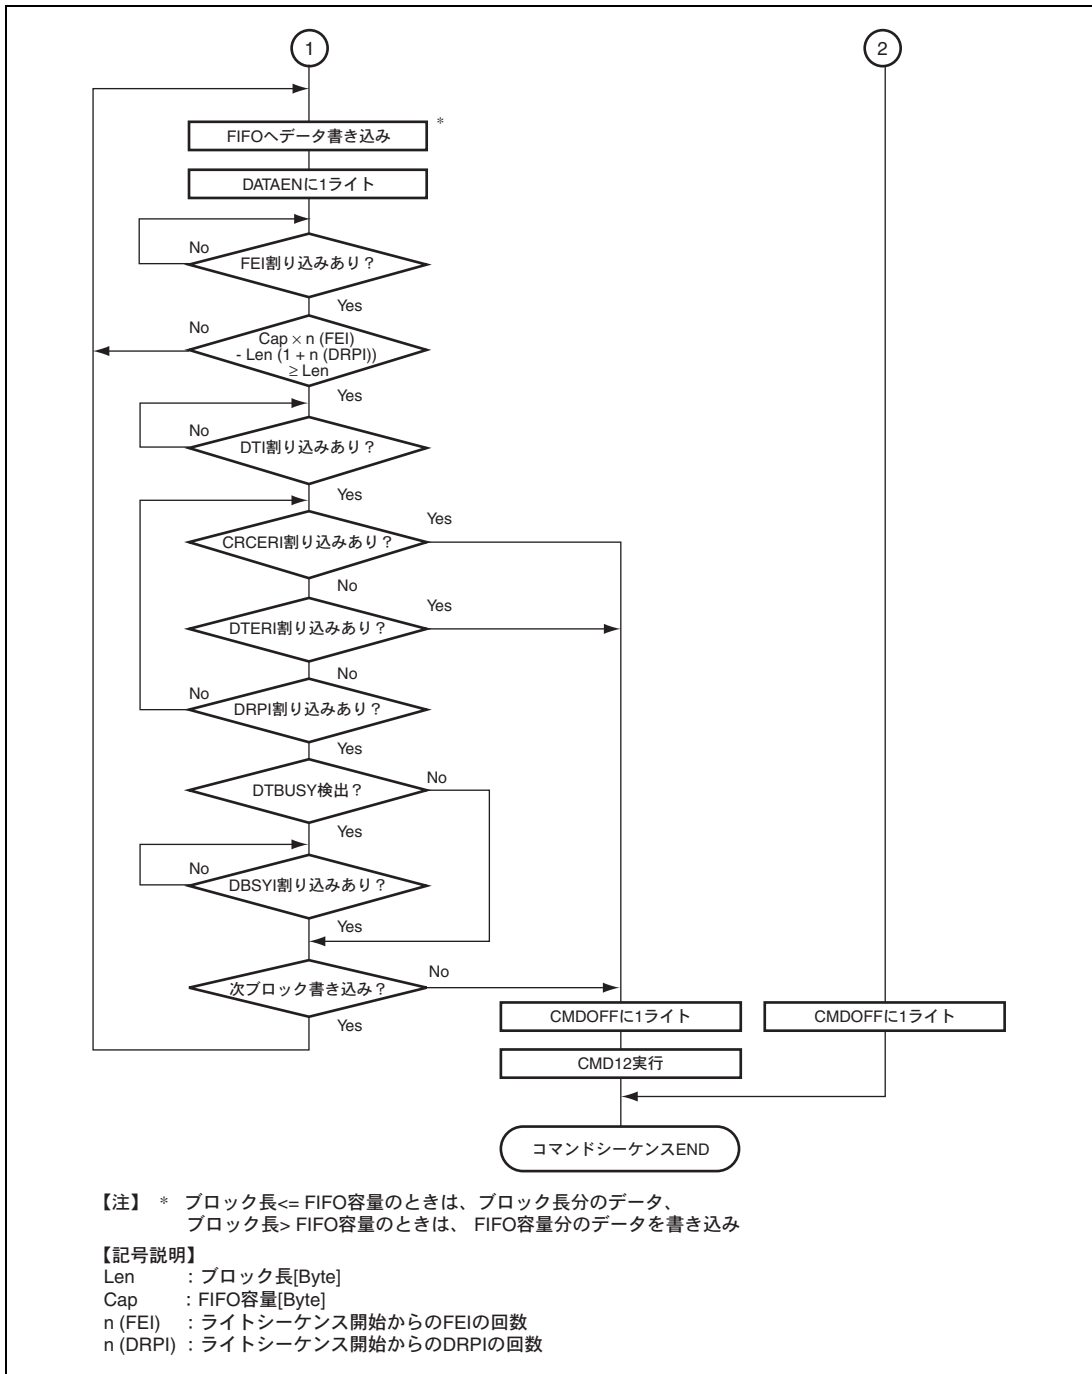 1
2
FIFOへデータ書き込み
*
DATAENに1ライト
No
FEI割り込みあり？
Yes
No
Cap × n (FEI)
- Len (1 + n (DRPI))
≥ Len
Yes
No
DTI割り込みあり？
Yes
Yes
CRCERI割り込みあり？
No
Yes
DTERI割り込みあり？
No
No
DRPI割り込みあり？
Yes
No
DTBUSY検出？
Yes
No
DBSYI割り込みあり？
Yes
No
次ブロック書き込み？
Yes
CMDOFFに1ライト
CMDOFFに1ライト
CMD12実行
コマンドシーケンスEND
【注】 * ブロック長<= FIFO容量のときは、ブロック長分のデータ、
ブロック長> FIFO容量のときは、 FIFO容量分のデータを書き込み
【記号説明】
Len ：ブロック長[Byte]
Cap ：FIFO容量[Byte]
n (FEI) ：ライトシーケンス開始からのFEIの回数
n (DRPI) ：ライトシーケンス開始からのDRPIの回数